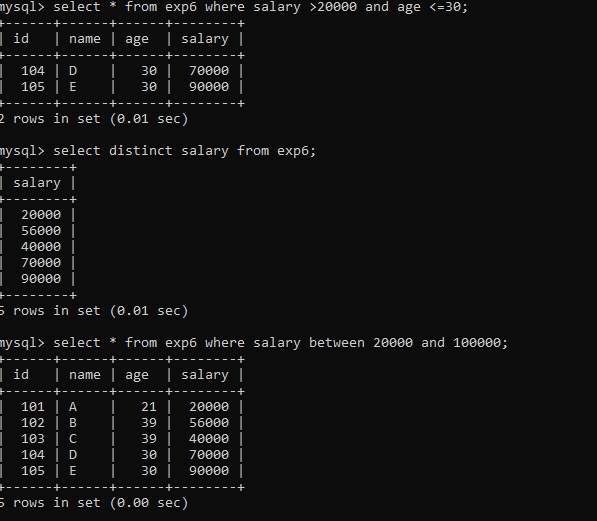 mysql> select * from exp6 where salary >20000 and age <=30;
+------+------+------+--------+
| id   | name | age  | salary |
+------+------+------+--------+
|  104 | D    |   30 |  70000 |
|  105 | E    |   30 |  90000 |
+------+------+------+--------+
2 rows in set (0.01 sec)

mysql> select distinct salary from exp6;
+--------+
| salary |
+--------+
|  20000 |
|  56000 |
|  40000 |
|  70000 |
|  90000 |
+--------+
5 rows in set (0.01 sec)

mysql> select * from exp6 where salary between 20000 and 100000;
+------+------+------+--------+
| id   | name | age  | salary |
+------+------+------+--------+
|  101 | A    |   21 |  20000 |
|  102 | B    |   39 |  56000 |
|  103 | C    |   39 |  40000 |
|  104 | D    |   30 |  70000 |
|  105 | E    |   30 |  90000 |
+------+------+------+--------+
5 rows in set (0.00 sec)